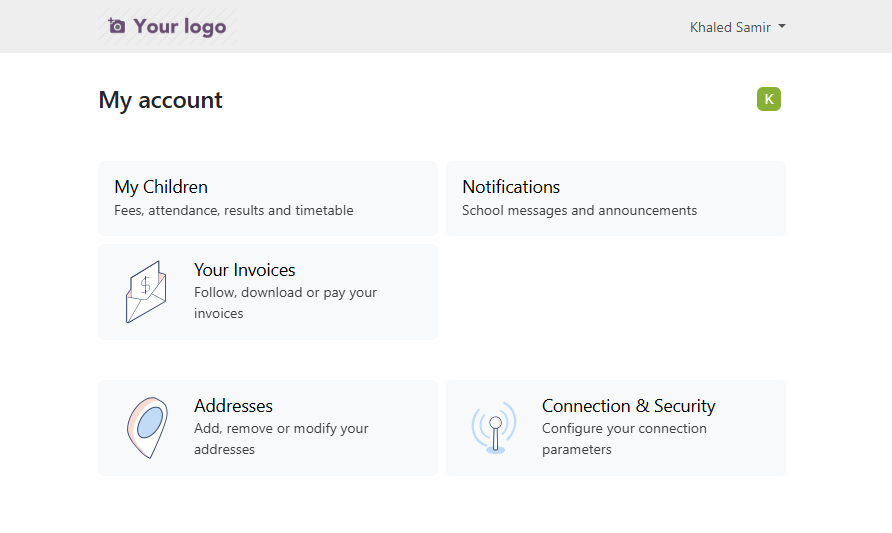 Your logo
Khaled Samir
My account
K
My Children
Fees, attendance, results and timetable
Notifications
School messages and announcements
$
Your Invoices
Follow, download or pay your
invoices
Addresses
Add, remove or modify your
addresses
Connection & Security
Configure your connection
parameters